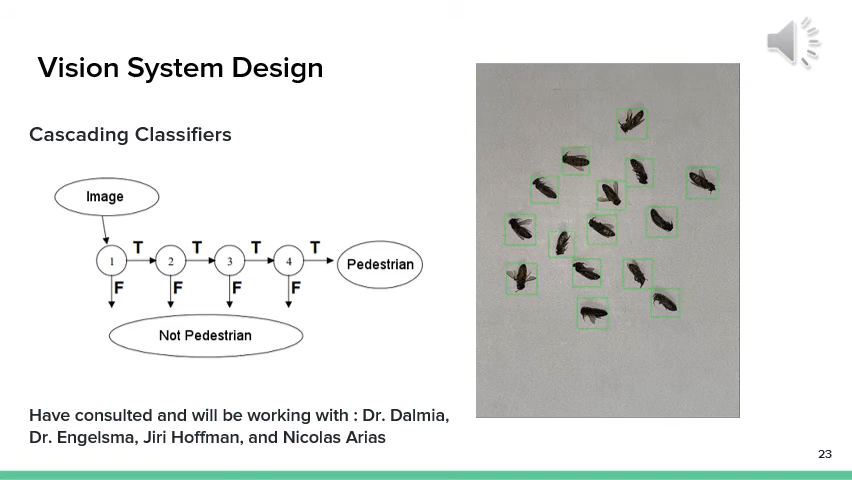 Vision System Design
Cascading Classifiers
Image
T T T T
1 2 3 4 Pedestrian
F F F F
Not Pedestrian
Have consulted and will be working with : Dr. Dalmia,
Dr. Engelsma, Jiri Hoffman, and Nicolas Arias
23